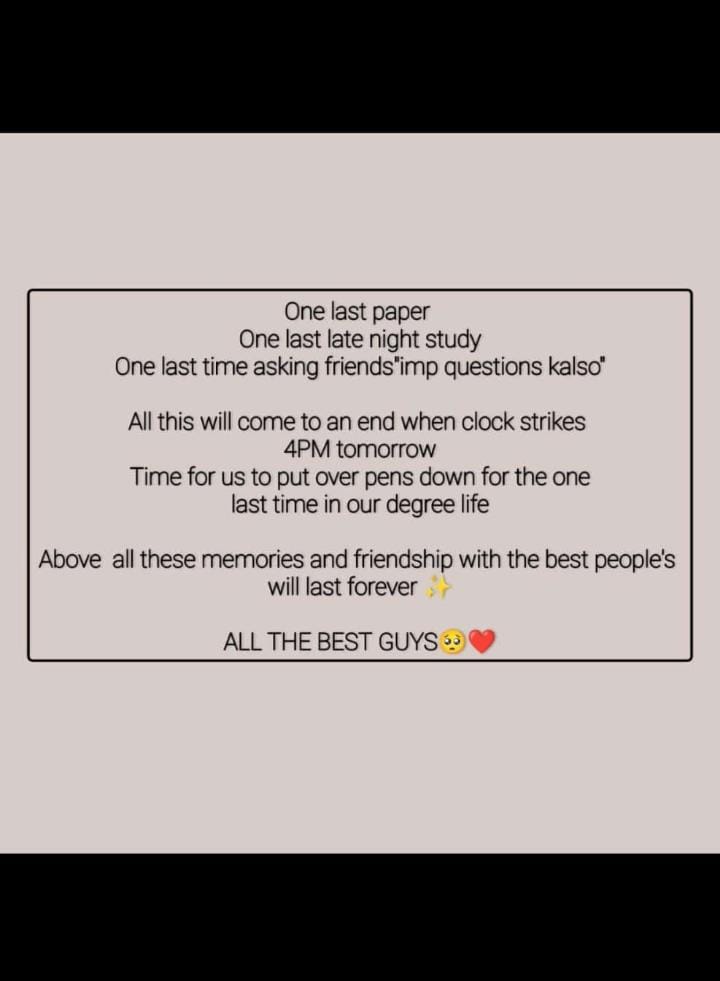 One last paper
One last late night study
One last time asking friends"imp questions kalso"
All this will come to an end when clock strikes
4PM tomorrow
Time for us to put over pens down for the one
last time in our degree life
Above all these memories and friendship with the best people's
will last forever ✨
ALL THE BEST GUYS🥺❤️